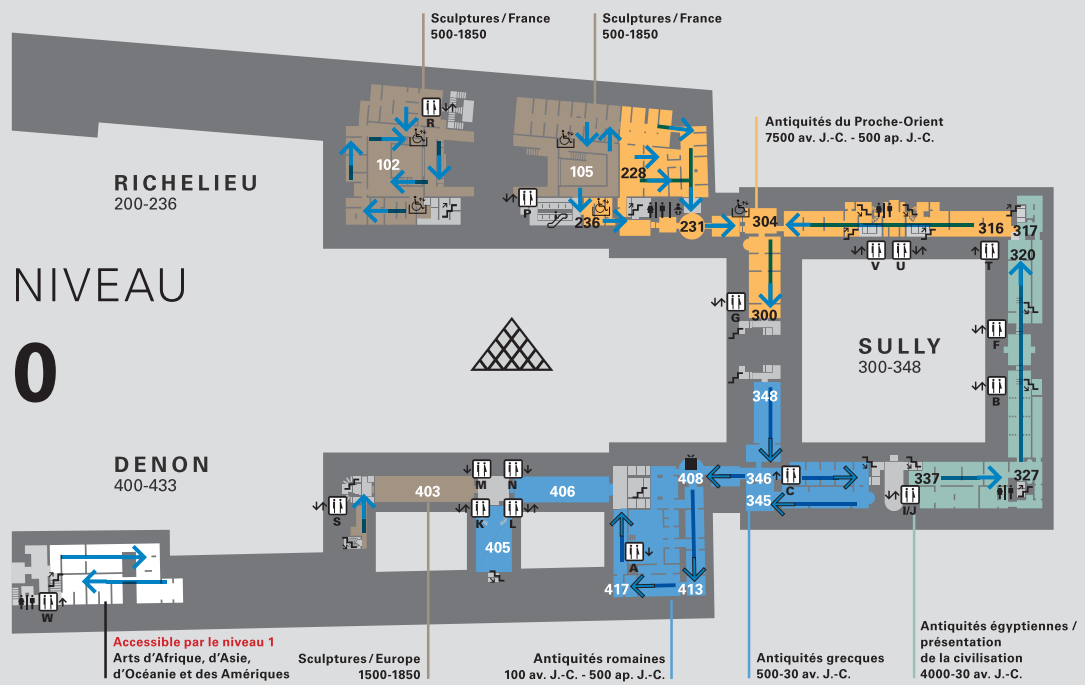 Sculptures / France
500-1850
Sculptures / France
500-1850
Antiquités du Proche-Orient
7500 av. J.-C. - 500 ap. J.-C.
R
102
105
228
RICHELIEU
200-236
P
236
231
304
316
317
320
V
U
T
NIVEAU
0
G
300
F
SULLY
300-348
B
348
DENON
400-433
M
N
403
406
408
346
C
345
337
327
I/J
S
K
L
405
A
417
413
W
Accessible par le niveau 1
Arts d'Afrique, d'Asie,
d'Océanie et des Amériques
Sculptures / Europe
1500-1850
Antiquités romaines
100 av. J.-C. - 500 ap. J.-C.
Antiquités grecques
500-30 av. J.-C.
Antiquités égyptiennes /
présentation
de la civilisation
4000-30 av. J.-C.